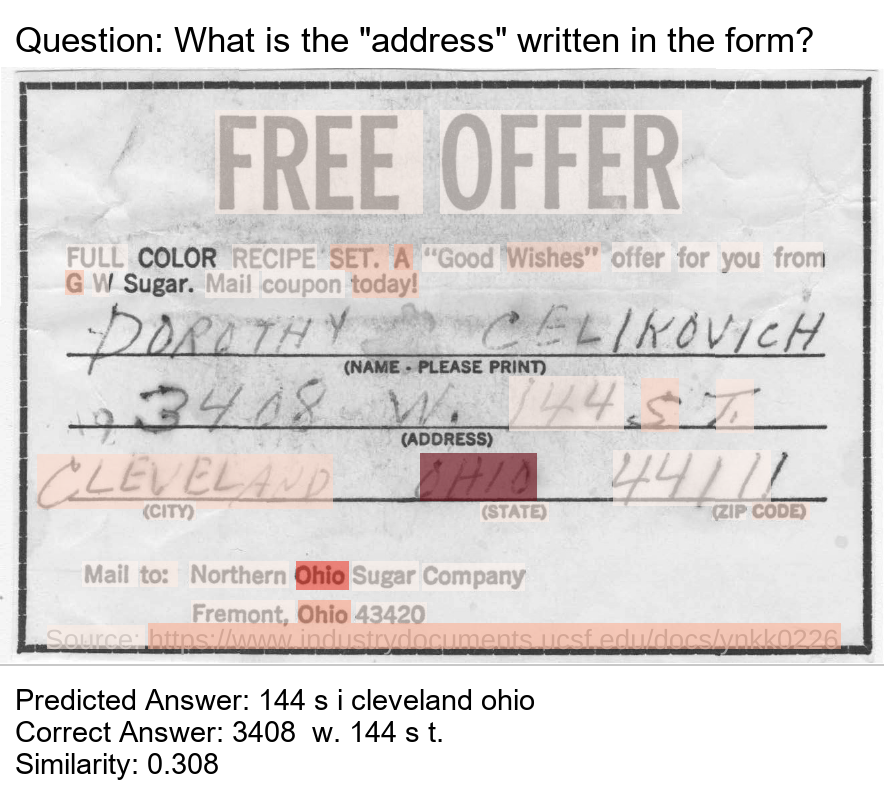 Question: What is the "address" written in the form?
FREE OFFER
FULL COLOR RECIPE SET. A "Good Wishes" offer for you from
G W Sugar. Mail coupon today!
DOROTHY CELIKOVICH
(NAME - PLEASE PRINT)
3408 W. 144 ST.
(ADDRESS)
CLEVELAND OHIO 44111
(CITY) (STATE) (ZIP CODE)
Mail to: Northern Ohio Sugar Company
Fremont, Ohio 43420
Source: https://www.industrydocuments.ucsf.edu/docs/ynkk0226
Predicted Answer: 144 s i cleveland ohio
Correct Answer: 3408 w. 144 s t.
Similarity: 0.308